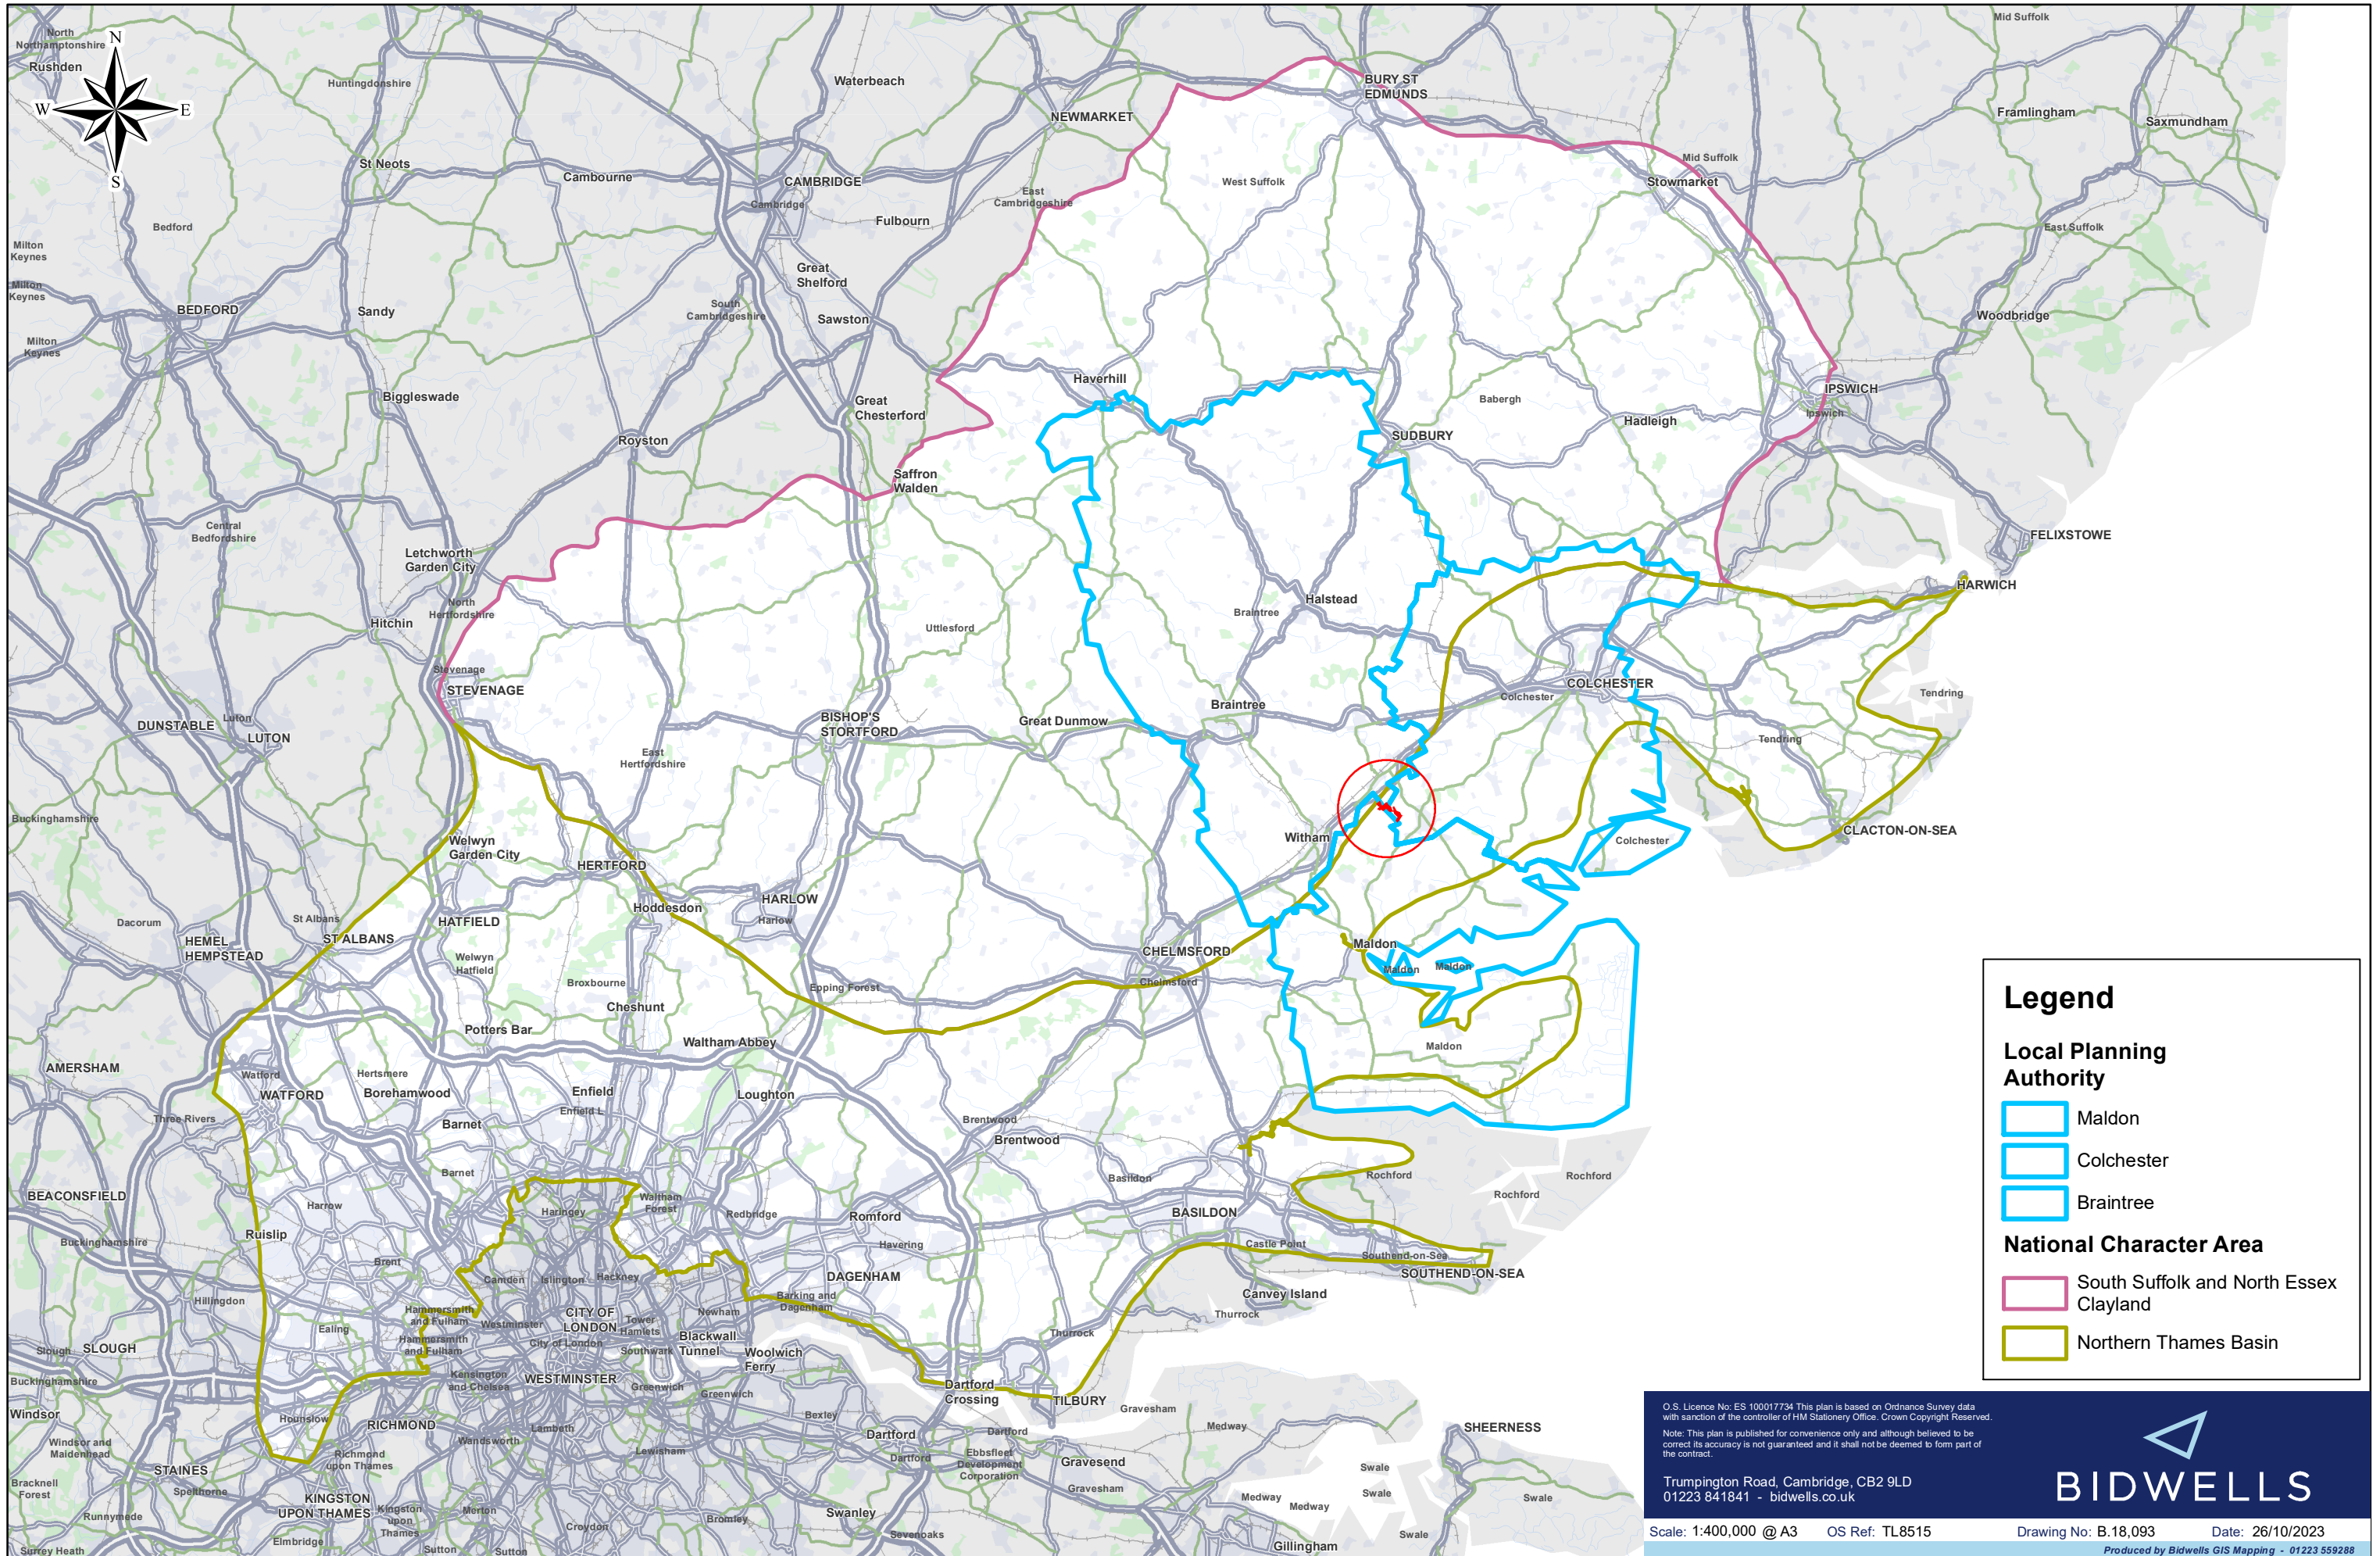 North
Northamptonshire
Rushden
N
W
E
S
Huntingdonshire
Waterbeach
NEWMARKET
BURY ST
EDMUNDS
Mid Suffolk
Framlingham
Saxmundham
St Neots
Cambourne
CAMBRIDGE
Cambridge
Fulbourn
East
Cambridgeshire
West Suffolk
Mid Suffolk
Stowmarket
East Suffolk
Bedford
Milton
Keynes
Milton
Keynes
Milton
Keynes
BEDFORD
Sandy
Great
Shelford
South
Cambridgeshire
Sawston
Woodbridge
Biggleswade
Royston
Great
Chesterford
Haverhill
Babergh
SUDBURY
Hadleigh
IPSWICH
Ipswich
Saffron
Walden
Central
Bedfordshire
Letchworth
Garden City
North
Hertfordshire
Hitchin
FELIXSTOWE
HARWICH
Halstead
Braintree
Uttlesford
Stevenage
STEVENAGE
DUNSTABLE
Luton
LUTON
BISHOP'S
STORTFORD
Great Dunmow
Braintree
Colchester
COLCHESTER
Tendring
Tendring
East
Hertfordshire
Buckinghamshire
Welwyn
Garden City
HERTFORD
Witham
Colchester
CLACTON-ON-SEA
Dacorum
St Albans
HEMEL
HEMPSTEAD
ST ALBANS
HATFIELD
Hoddesdon
HARLOW
Harlow
CHELMSFORD
Chelmsford
Maldon
Maldon
Maldon
Maldon
Welwyn
Hatfield
Broxbourne
Cheshunt
Epping Forest
Potters Bar
Waltham Abbey
AMERSHAM
Watford
WATFORD
Hertsmere
Borehamwood
Enfield
Enfield L
Loughton
Three Rivers
Barnet
Barnet
Brentwood
Brentwood
BEACONSFIELD
Harrow
Haringey
Waltham
Forest
Redbridge
Romford
Havering
Basildon
BASILDON
Rochford
Rochford
Rochford
Ruislip
Buckinghamshire
Brent
Camden
Islington
Hackney
DAGENHAM
Castle Point
Southend-on-Sea
SOUTHEND-ON-SEA
Hillingdon
Hammersmith
and Fulham
Ealing
Hammersmith
and Fulham
Westminster
CITY OF
LONDON
City of London
Tower
Hamlets
Newham
Barking and
Dagenham
Blackwall
Tunnel
Southwark
Woolwich
Ferry
Canvey Island
Thurrock
Thurrock
Slough
SLOUGH
Buckinghamshire
Kensington
and Chelsea
WESTMINSTER
Greenwich
Greenwich
Dartford
Crossing
TILBURY
Windsor
Windsor and
Maidenhead
Hounslow
RICHMOND
Richmond
upon Thames
Wandsworth
Lambeth
Lewisham
Bexley
Dartford
Dartford
Dartford
Gravesham
Medway
SHEERNESS
STAINES
Spelthorne
Bracknell
Forest
Runnymede
KINGSTON
UPON THAMES
Kingston
upon
Thames
Merton
Croydon
Bromley
Ebbsfleet
Development
Corporation
Gravesend
Gravesham
Swanley
Sevenoaks
Medway
Medway
Swale
Swale
Swale
Swale
Gillingham
Surrey Heath
Elmbridge
Sutton
Sutton
Legend
Local Planning
Authority
Maldon
Colchester
Braintree
National Character Area
South Suffolk and North Essex
Clayland
Northern Thames Basin
O.S. Licence No: ES 100017734 This plan is based on Ordnance Survey data
with sanction of the controller of HM Stationery Office. Crown Copyright Reserved.
Note: This plan is published for convenience only and although believed to be
correct its accuracy is not guaranteed and it shall not be deemed to form part of
the contract.
Trumpington Road, Cambridge, CB2 9LD
01223 841841 - bidwells.co.uk
BIDWELLS
Scale: 1:400,000 @ A3 OS Ref: TL8515 Drawing No: B.18,093 Date: 26/10/2023
Produced by Bidwells GIS Mapping - 01223 559288